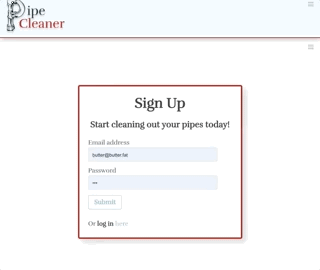 Pipe
Cleaner
Sign Up
Start cleaning out your pipes today!
Email address
butter@butter.fat
Password
•••
Submit
Or log in here